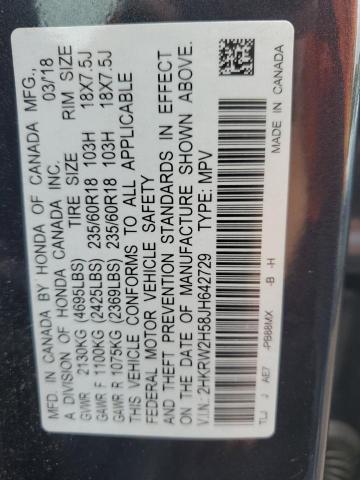 MFD. IN CANADA BY HONDA OF CANADA MFG.,
A DIVISION OF HONDA CANADA INC. 03/18
TIRE SIZE RIM SIZE
GVWR 2130KG (4695LBS)
GAWR F 1100KG (2425LBS) 235/60R18 103H 18X7.5J
GAWR R 1075KG (2369LBS) 235/60R18 103H 18X7.5J
THIS VEHICLE CONFORMS TO ALL APPLICABLE
FEDERAL MOTOR VEHICLE SAFETY
AND THEFT PREVENTION STANDARDS IN EFFECT
ON THE DATE OF MANUFACTURE SHOWN ABOVE.
V.I.N.: 2HKRW2H58JH642729 TYPE: MPV
TLJ J AE7 -PB88MX -B -H MADE IN CANADA